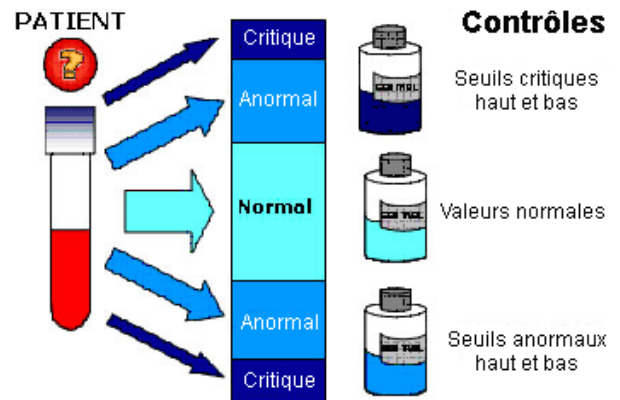 PATIENT
Contrôles
?
Critique
Anormal
Normal
Anormal
Critique
Seuils critiques
haut et bas
Valeurs normales
Seuils anormaux
haut et bas